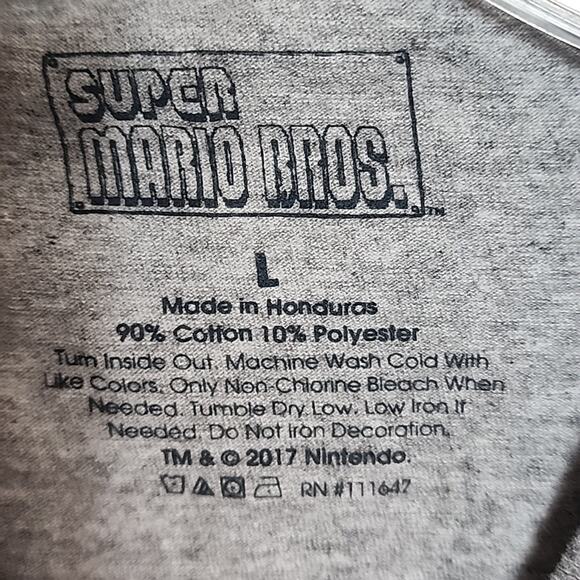 SUPER
MARIO BROS.™
L
Made in Honduras
90% Cotton 10% Polyester
Turn Inside Out. Machine Wash Cold With
Like Colors. Only Non-Chlorine Bleach When
Needed. Tumble Dry Low. Low Iron If
Needed. Do Not Iron Decoration.
TM & © 2017 Nintendo.
RN #111647